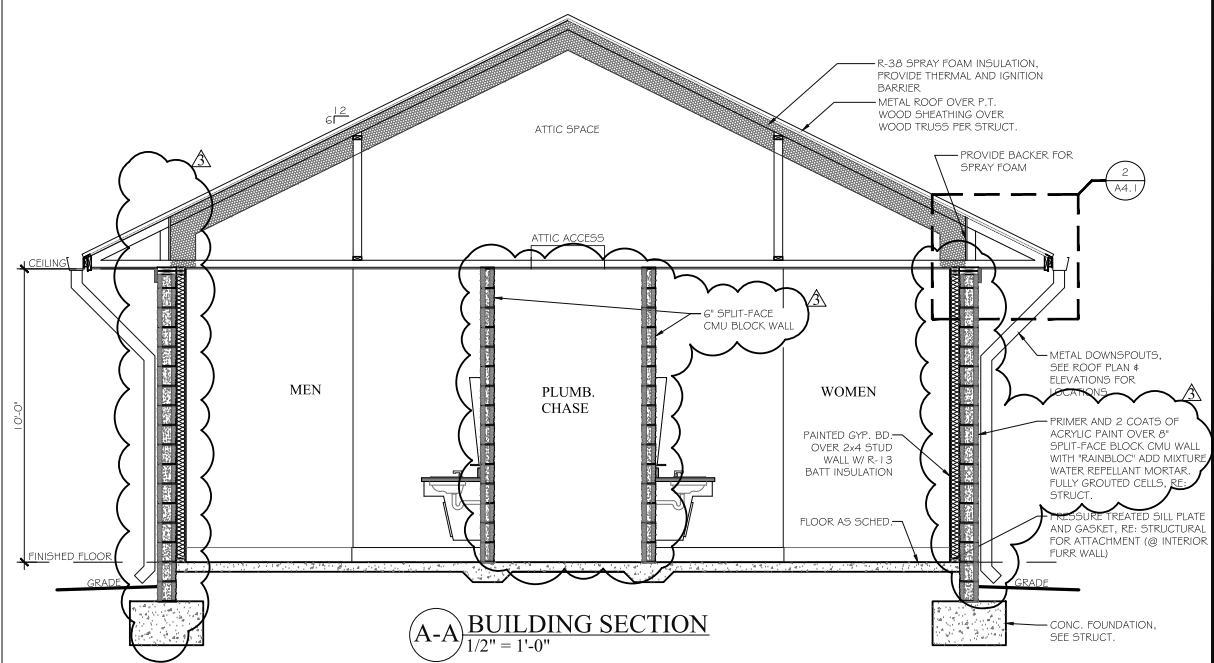 R-38 SPRAY FOAM INSULATION,
PROVIDE THERMAL AND IGNITION
BARRIER
METAL ROOF OVER P.T.
WOOD SHEATHING OVER
WOOD TRUSS PER STRUCT.
12
6
ATTIC SPACE
PROVIDE BACKER FOR
SPRAY FOAM
3
2
A4.1
ATTIC ACCESS
CEILING
6" SPLIT-FACE
CMU BLOCK WALL
3
METAL DOWNSPOUTS,
SEE ROOF PLAN &
ELEVATIONS FOR
LOCATIONS
MEN
PLUMB.
CHASE
WOMEN
10'-0"
3
PRIMER AND 2 COATS OF
ACRYLIC PAINT OVER 8"
SPLIT-FACE BLOCK CMU WALL
WITH "RAINBLOC' ADD MIXTURE
WATER REPELLANT MORTAR.
FULLY GROUTED CELLS, RE:
STRUCT.
PAINTED GYP. BD.
OVER 2x4 STUD
WALL W/ R-13
BATT INSULATION
FLOOR AS SCHED.
PRESSURE TREATED SILL PLATE
AND GASKET, RE: STRUCTURAL
FOR ATTACHMENT (@ INTERIOR
FURR WALL)
FINISHED FLOOR
GRADE
GRADE
CONC. FOUNDATION,
SEE STRUCT.
A-A BUILDING SECTION
1/2" = 1'-0"